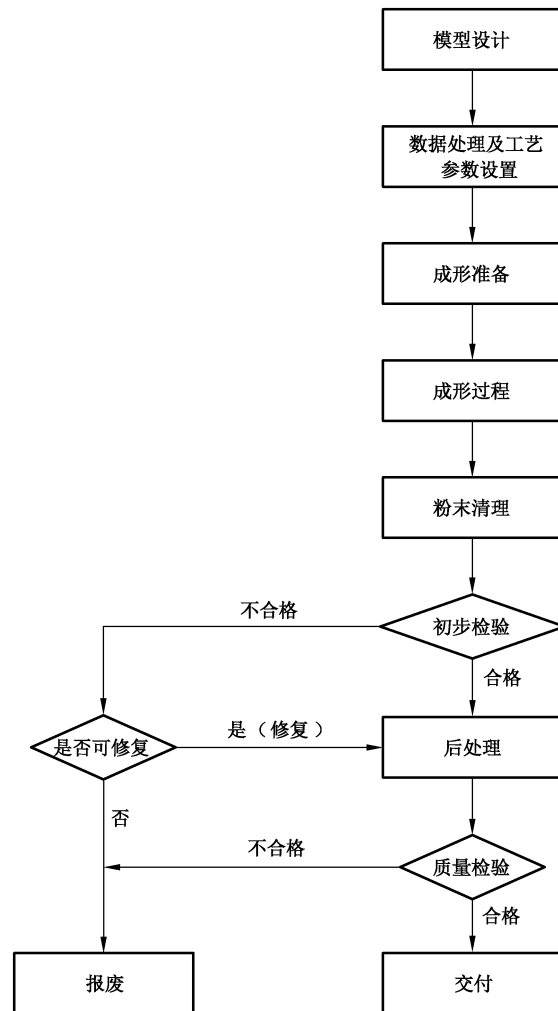 模型设计
数据处理及工艺
参数设置
成形准备
成形过程
粉末清理
不合格
初步检验
合格
是否可修复
是（修复）
后处理
否
不合格
质量检验
合格
报废
交付